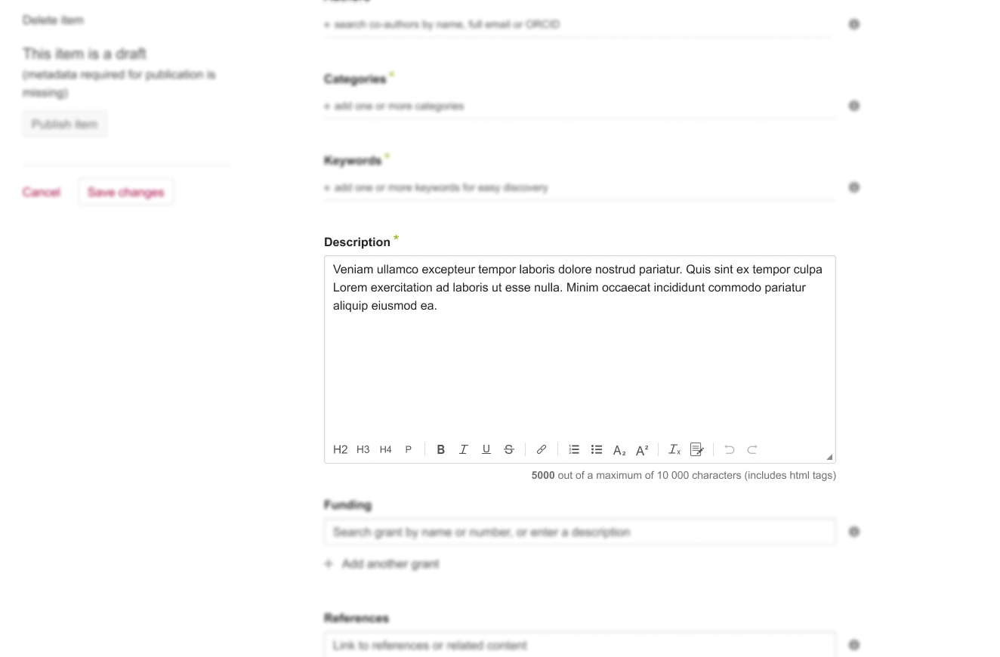 Delete item
+ search co-authors by name, full email or ORCID
This item is a draft
(metadata required for publication is
missing)
Publish item
Cancel
Save changes
Categories *
+ add one or more categories
Keywords *
+ add one or more keywords for easy discovery
Description *
Veniam ullamco excepteur tempor laboris dolore nostrud pariatur. Quis sint ex tempor culpa
Lorem exercitation ad laboris ut esse nulla. Minim occaecat incididunt commodo pariatur
aliquip eiusmod ea.
H2 H3 H4 P B I U S A₂ A² Ix
5000 out of a maximum of 10 000 characters (includes html tags)
Funding
Search grant by name or number, or enter a description
+ Add another grant
References
Link to references or related content